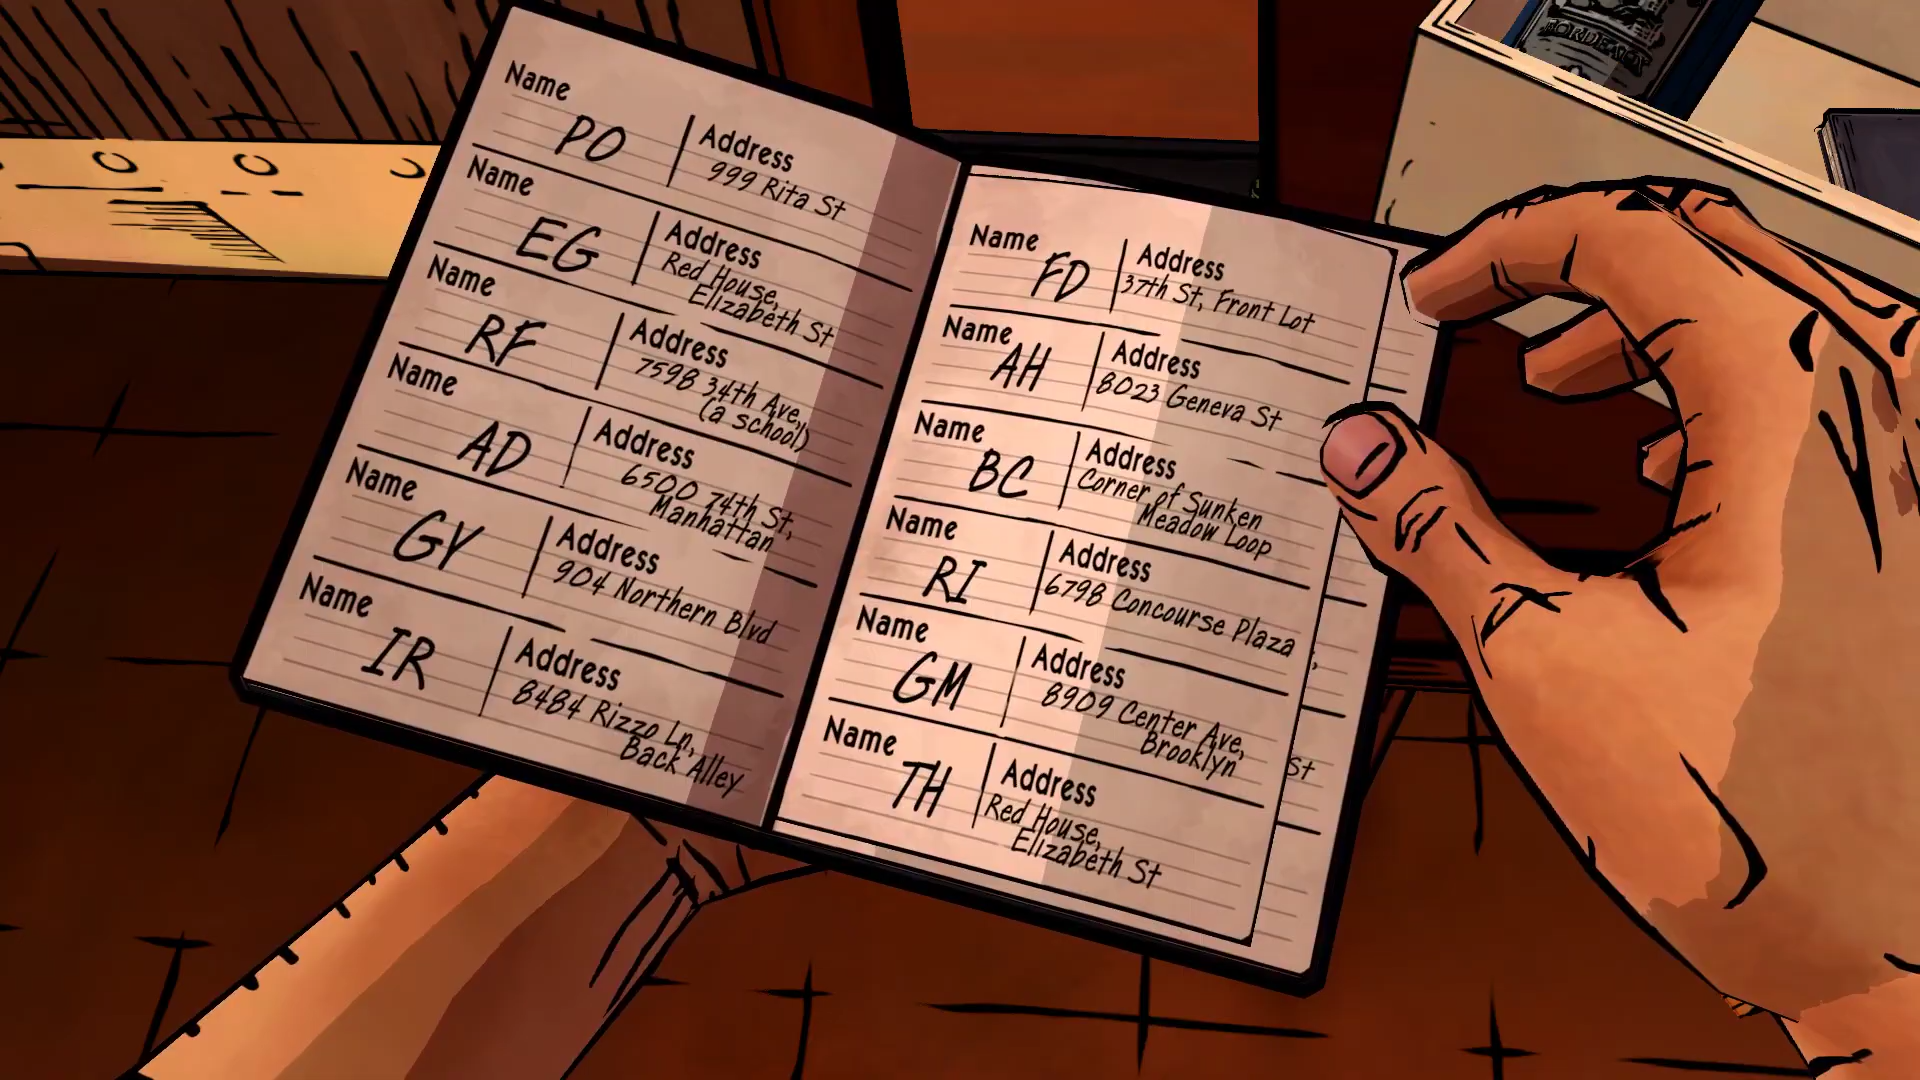 BORDEAUX
Name
PO
Address
999 Rita St
Name
EG
Address
Red House,
Elizabeth St
Name
RF
Address
7598 34th Ave,
(a school)
Name
AD
Address
6500 74th St,
Manhattan
Name
GY
Address
904 Northern Blvd
Name
IR
Address
8484 Rizzo Ln,
Back Alley
Name
FD
Address
37th St, Front Lot
Name
AH
Address
8023 Geneva St
Name
BC
Address
Corner of Sunken
Meadow Loop
Name
RI
Address
6798 Concourse Plaza
Name
GM
Address
8909 Center Ave,
Brooklyn
Name
TH
Address
Red House,
Elizabeth St
,
St